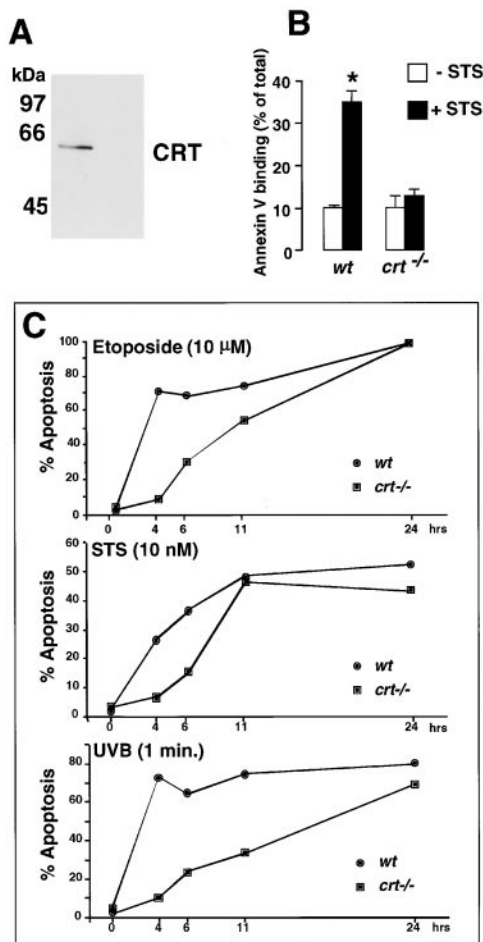 A
kDa
97
66
45
CRT
B
Annexin V binding (% of total)
40
30
20
10
0
*
- STS
+ STS
wt
crt -/-
C
Etoposide (10 µM)
% Apoptosis
100
80
60
40
20
0
wt
crt-/-
0 4 6 11 24 hrs
STS (10 nM)
% Apoptosis
60
50
40
30
20
10
0
wt
crt-/-
0 4 6 11 24 hrs
UVB (1 min.)
% Apoptosis
80
60
40
20
0
wt
crt-/-
0 4 6 11 24 hrs